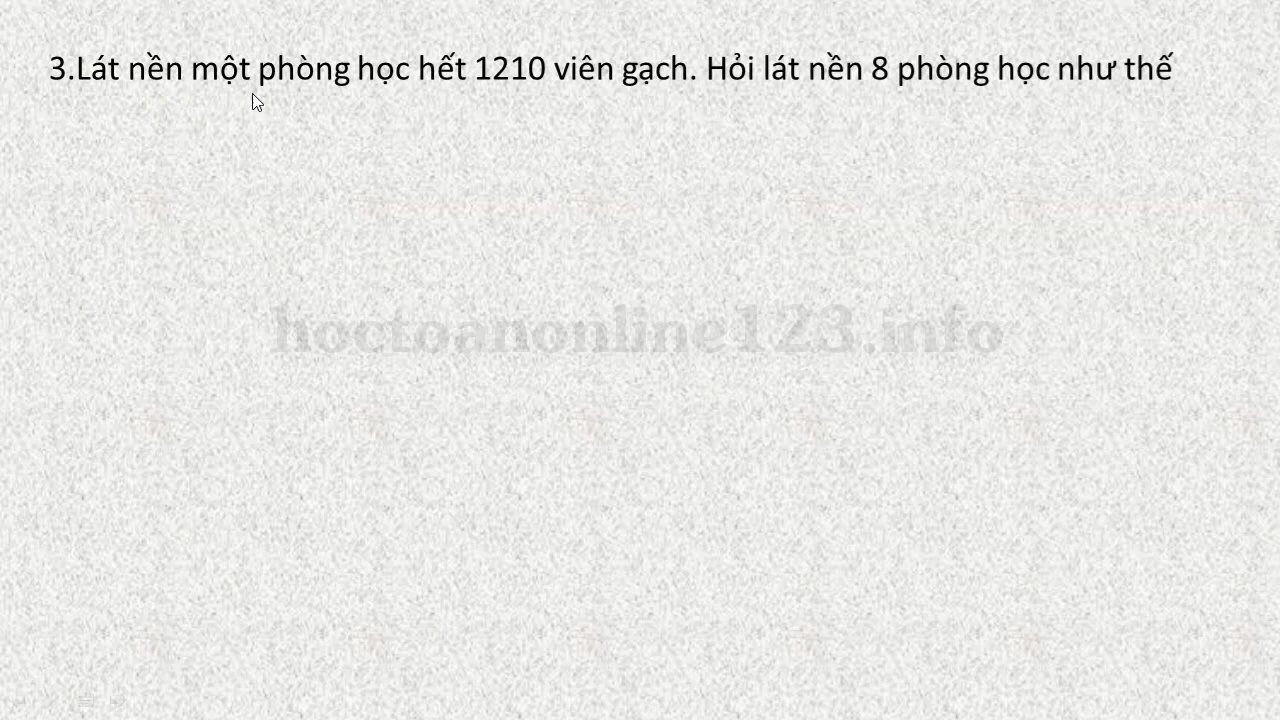 3.Lát nền một phòng học hết 1210 viên gạch. Hỏi lát nền 8 phòng học như thế
hoctoanonline123.info